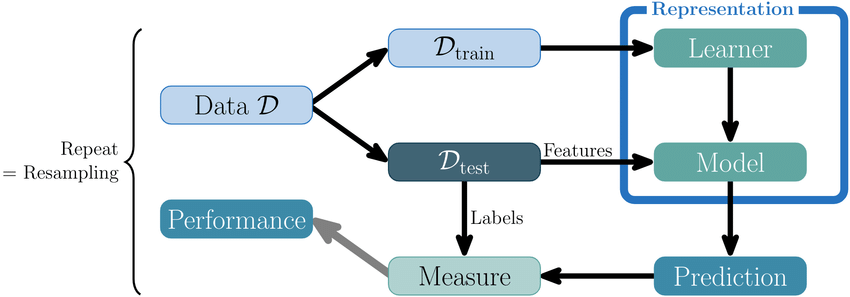 Representation
𝒟train
Learner
Data 𝒟
Repeat
= Resampling
𝒟test
Features
Model
Performance
Labels
Measure
Prediction